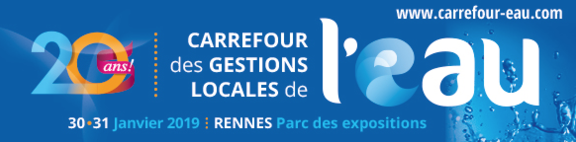 www.carrefour-eau.com
20
ans!
CARREFOUR
des GESTIONS
LOCALES de
l'eau
30•31 Janvier 2019 RENNES Parc des expositions